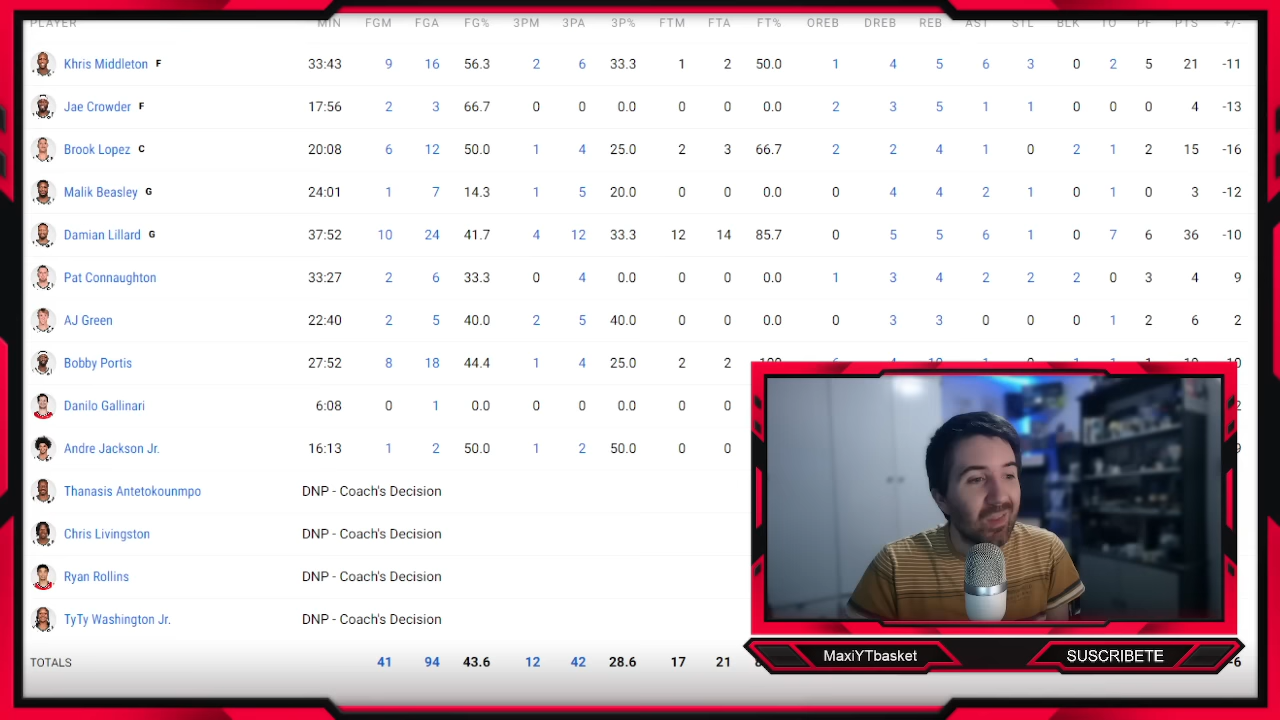 PLAYER MIN FGM FGA FG% 3PM 3PA 3P% FTM FTA FT% OREB DREB REB AST STL BLK TO PF PTS +/-
Khris Middleton F 33:43 9 16 56.3 2 6 33.3 1 2 50.0 1 4 5 6 3 0 2 5 21 -11
Jae Crowder F 17:56 2 3 66.7 0 0 0.0 0 0 0.0 2 3 5 1 1 0 0 0 4 -13
Brook Lopez C 20:08 6 12 50.0 1 4 25.0 2 3 66.7 2 2 4 1 0 2 1 2 15 -16
Malik Beasley G 24:01 1 7 14.3 1 5 20.0 0 0 0.0 0 4 4 2 1 0 1 0 3 -12
Damian Lillard G 37:52 10 24 41.7 4 12 33.3 12 14 85.7 0 5 5 6 1 0 7 6 36 -10
Pat Connaughton 33:27 2 6 33.3 0 4 0.0 0 0 0.0 1 3 4 2 2 2 0 3 4 9
AJ Green 22:40 2 5 40.0 2 5 40.0 0 0 0.0 0 3 3 0 0 0 1 2 6 2
Bobby Portis 27:52 8 18 44.4 1 4 25.0 2 2 100
Danilo Gallinari 6:08 0 1 0.0 0 0 0.0 0 0
Andre Jackson Jr. 16:13 1 2 50.0 1 2 50.0 0 0
Thanasis Antetokounmpo DNP - Coach's Decision
Chris Livingston DNP - Coach's Decision
Ryan Rollins DNP - Coach's Decision
TyTy Washington Jr. DNP - Coach's Decision
TOTALS 41 94 43.6 12 42 28.6 17 21 -6
MaxiYTbasket
SUSCRIBETE